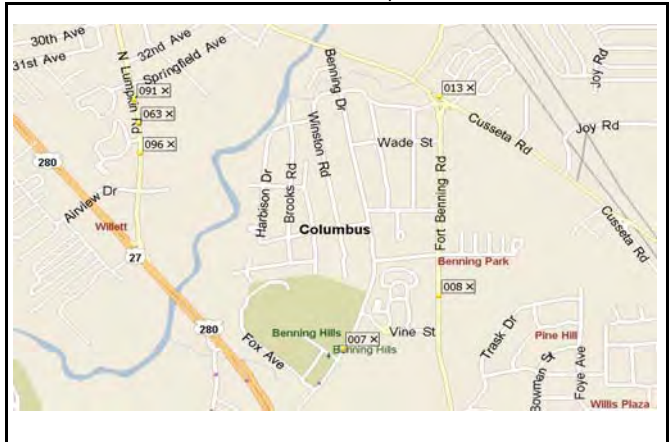 30th Ave
31st Ave
32nd Ave
Springfield Ave
N Lumpkin Rd
091 ×
063 ×
096 ×
280
Airview Dr
Willett
27
280
Fox Ave
Benning Dr
Winston Rd
Brooks Rd
Harbison Dr
Columbus
Wade St
013 ×
Cusseta Rd
Joy Rd
Joy Rd
Cusseta Rd
Fort Benning Rd
Benning Park
008 ×
Benning Hills
007 ×
Benning Hills
Vine St
Trask Dr
Pine Hill
Bowman St
Foye Ave
Willis Plaza